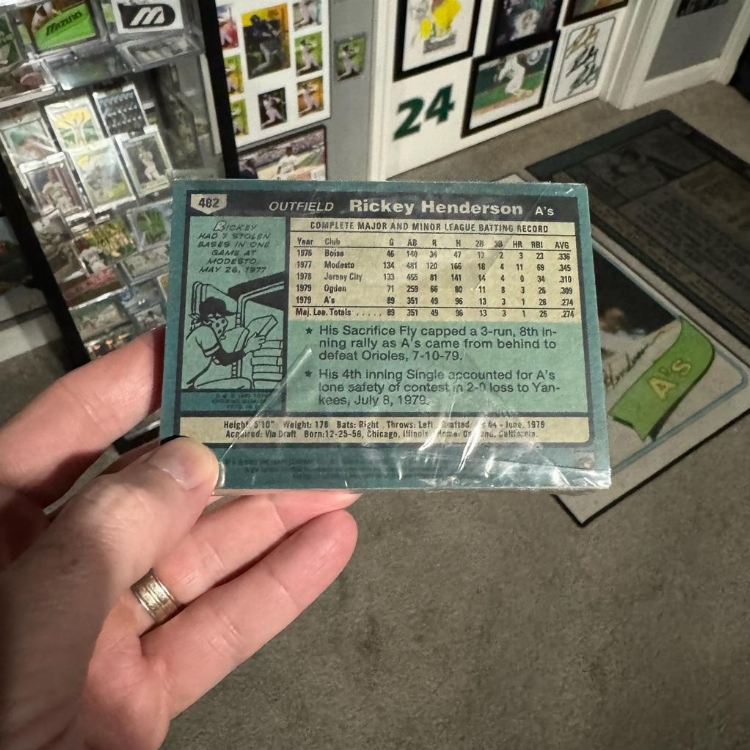 24
482 OUTFIELD Rickey Henderson A's
RICKEY
HAD 7 STOLEN
BASES IN ONE
GAME AT
MODESTO,
MAY 26, 1977
COMPLETE MAJOR AND MINOR LEAGUE BATTING RECORD
Year Club G AB R H 2B 3B HR RBI AVG
1976 Boise 46 140 34 47 13 2 3 23 .336
1977 Modesto 134 481 120 166 18 4 11 69 .345
1978 Jersey City 133 455 81 141 14 4 0 34 .310
1979 Ogden 71 259 66 80 11 8 3 26 .309
1979 A's 89 351 49 96 13 3 1 26 .274
Maj. Lea. Totals ..... 89 351 49 96 13 3 1 26 .274
★ His Sacrifice Fly capped a 3-run, 8th in-
ning rally as A's came from behind to
defeat Orioles, 7-10-79.
★ His 4th inning Single accounted for A's
lone safety of contest in 2-0 loss to Yan-
kees, July 8, 1979.
Height: 5'10" Weight: 178 Bats: Right Throws: Left Drafted: A's #4 - June, 1976
Acquired: Via Draft Born: 12-25-58, Chicago, Illinois Home: Oakland, California.
A's